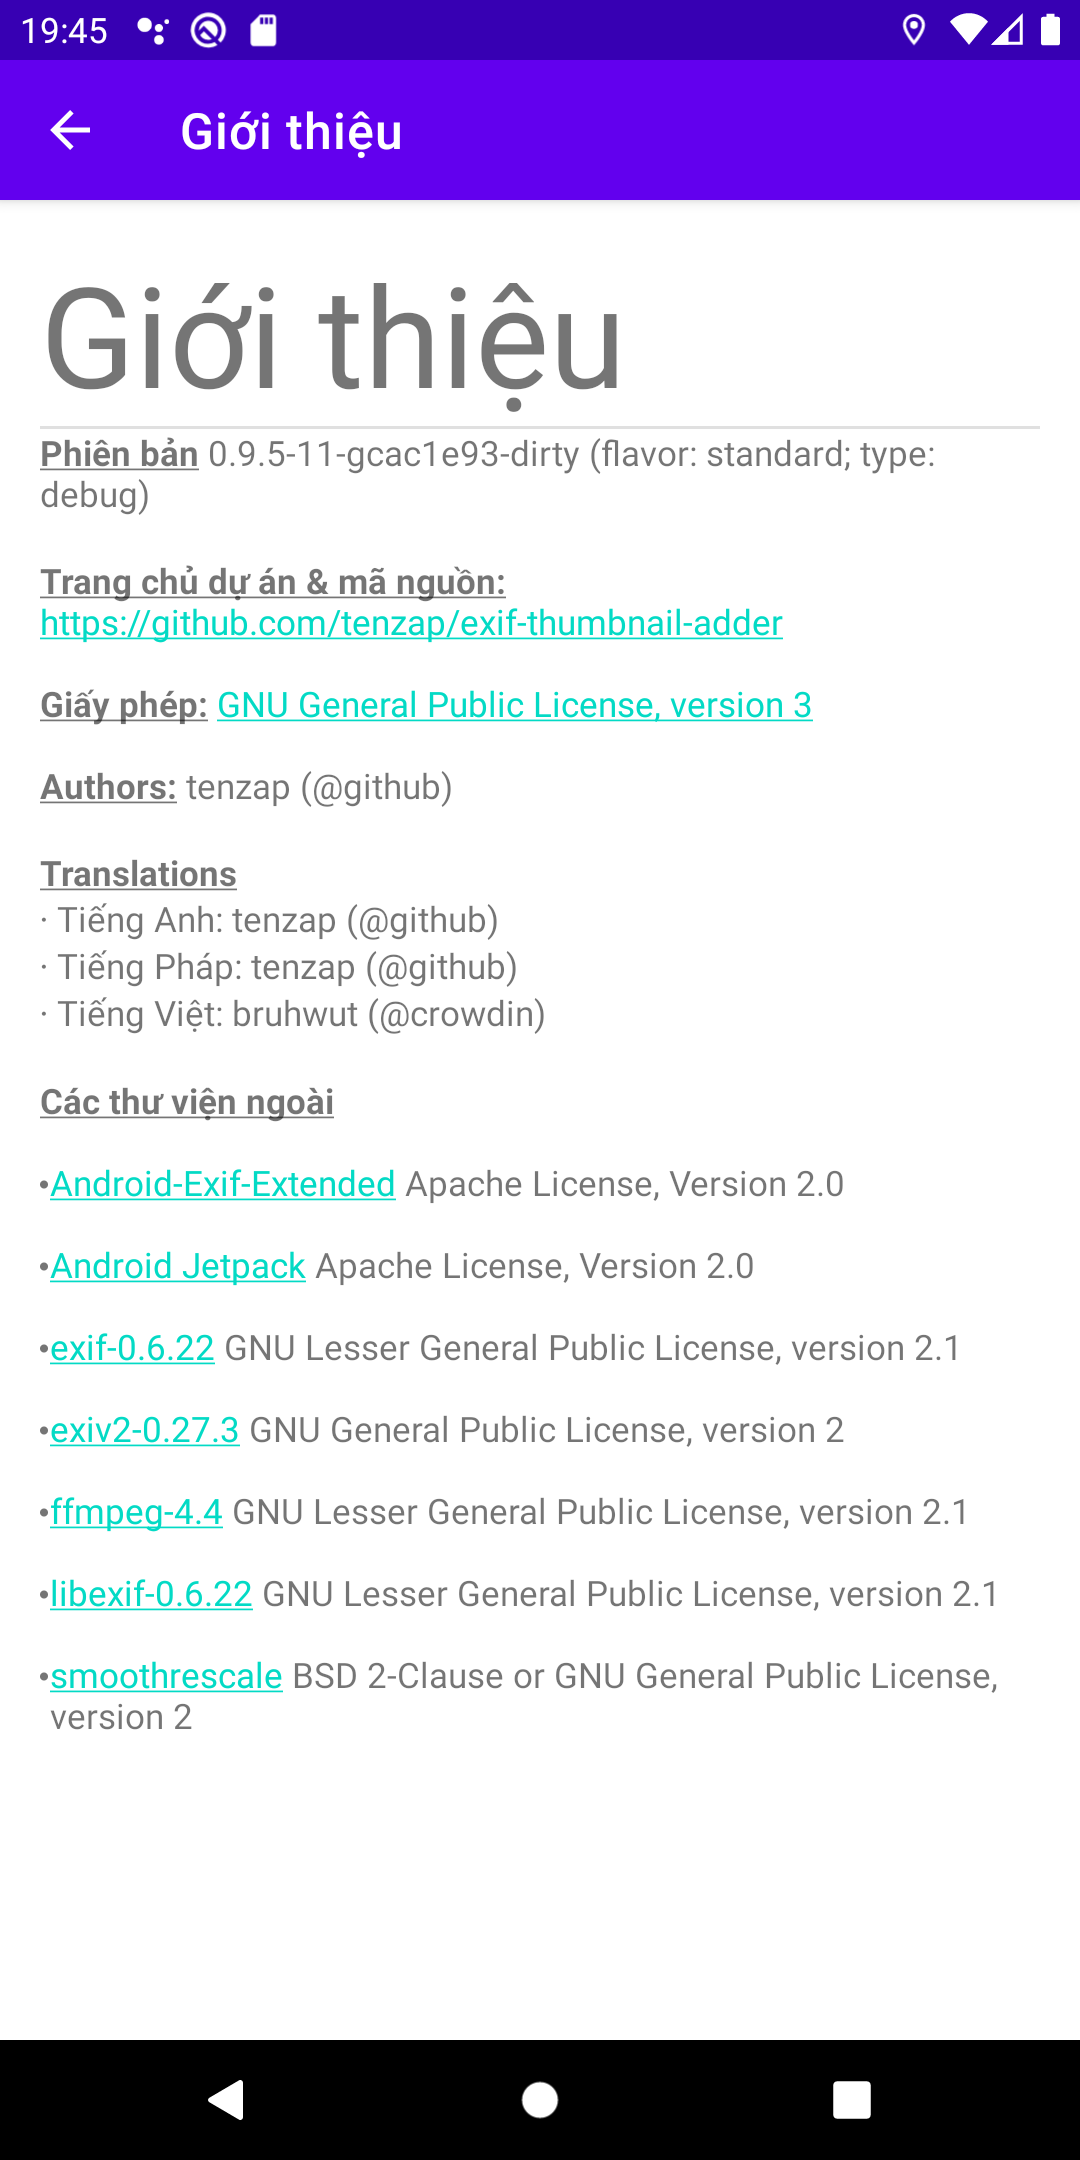 19:45
Giới thiệu
Giới thiệu
Phiên bản 0.9.5-11-gcac1e93-dirty (flavor: standard; type:
debug)
Trang chủ dự án & mã nguồn:
https://github.com/tenzap/exif-thumbnail-adder
Giấy phép: GNU General Public License, version 3
Authors: tenzap (@github)
Translations
· Tiếng Anh: tenzap (@github)
· Tiếng Pháp: tenzap (@github)
· Tiếng Việt: bruhwut (@crowdin)
Các thư viện ngoài
•Android-Exif-Extended Apache License, Version 2.0
•Android Jetpack Apache License, Version 2.0
•exif-0.6.22 GNU Lesser General Public License, version 2.1
•exiv2-0.27.3 GNU General Public License, version 2
•ffmpeg-4.4 GNU Lesser General Public License, version 2.1
•libexif-0.6.22 GNU Lesser General Public License, version 2.1
•smoothrescale BSD 2-Clause or GNU General Public License,
version 2